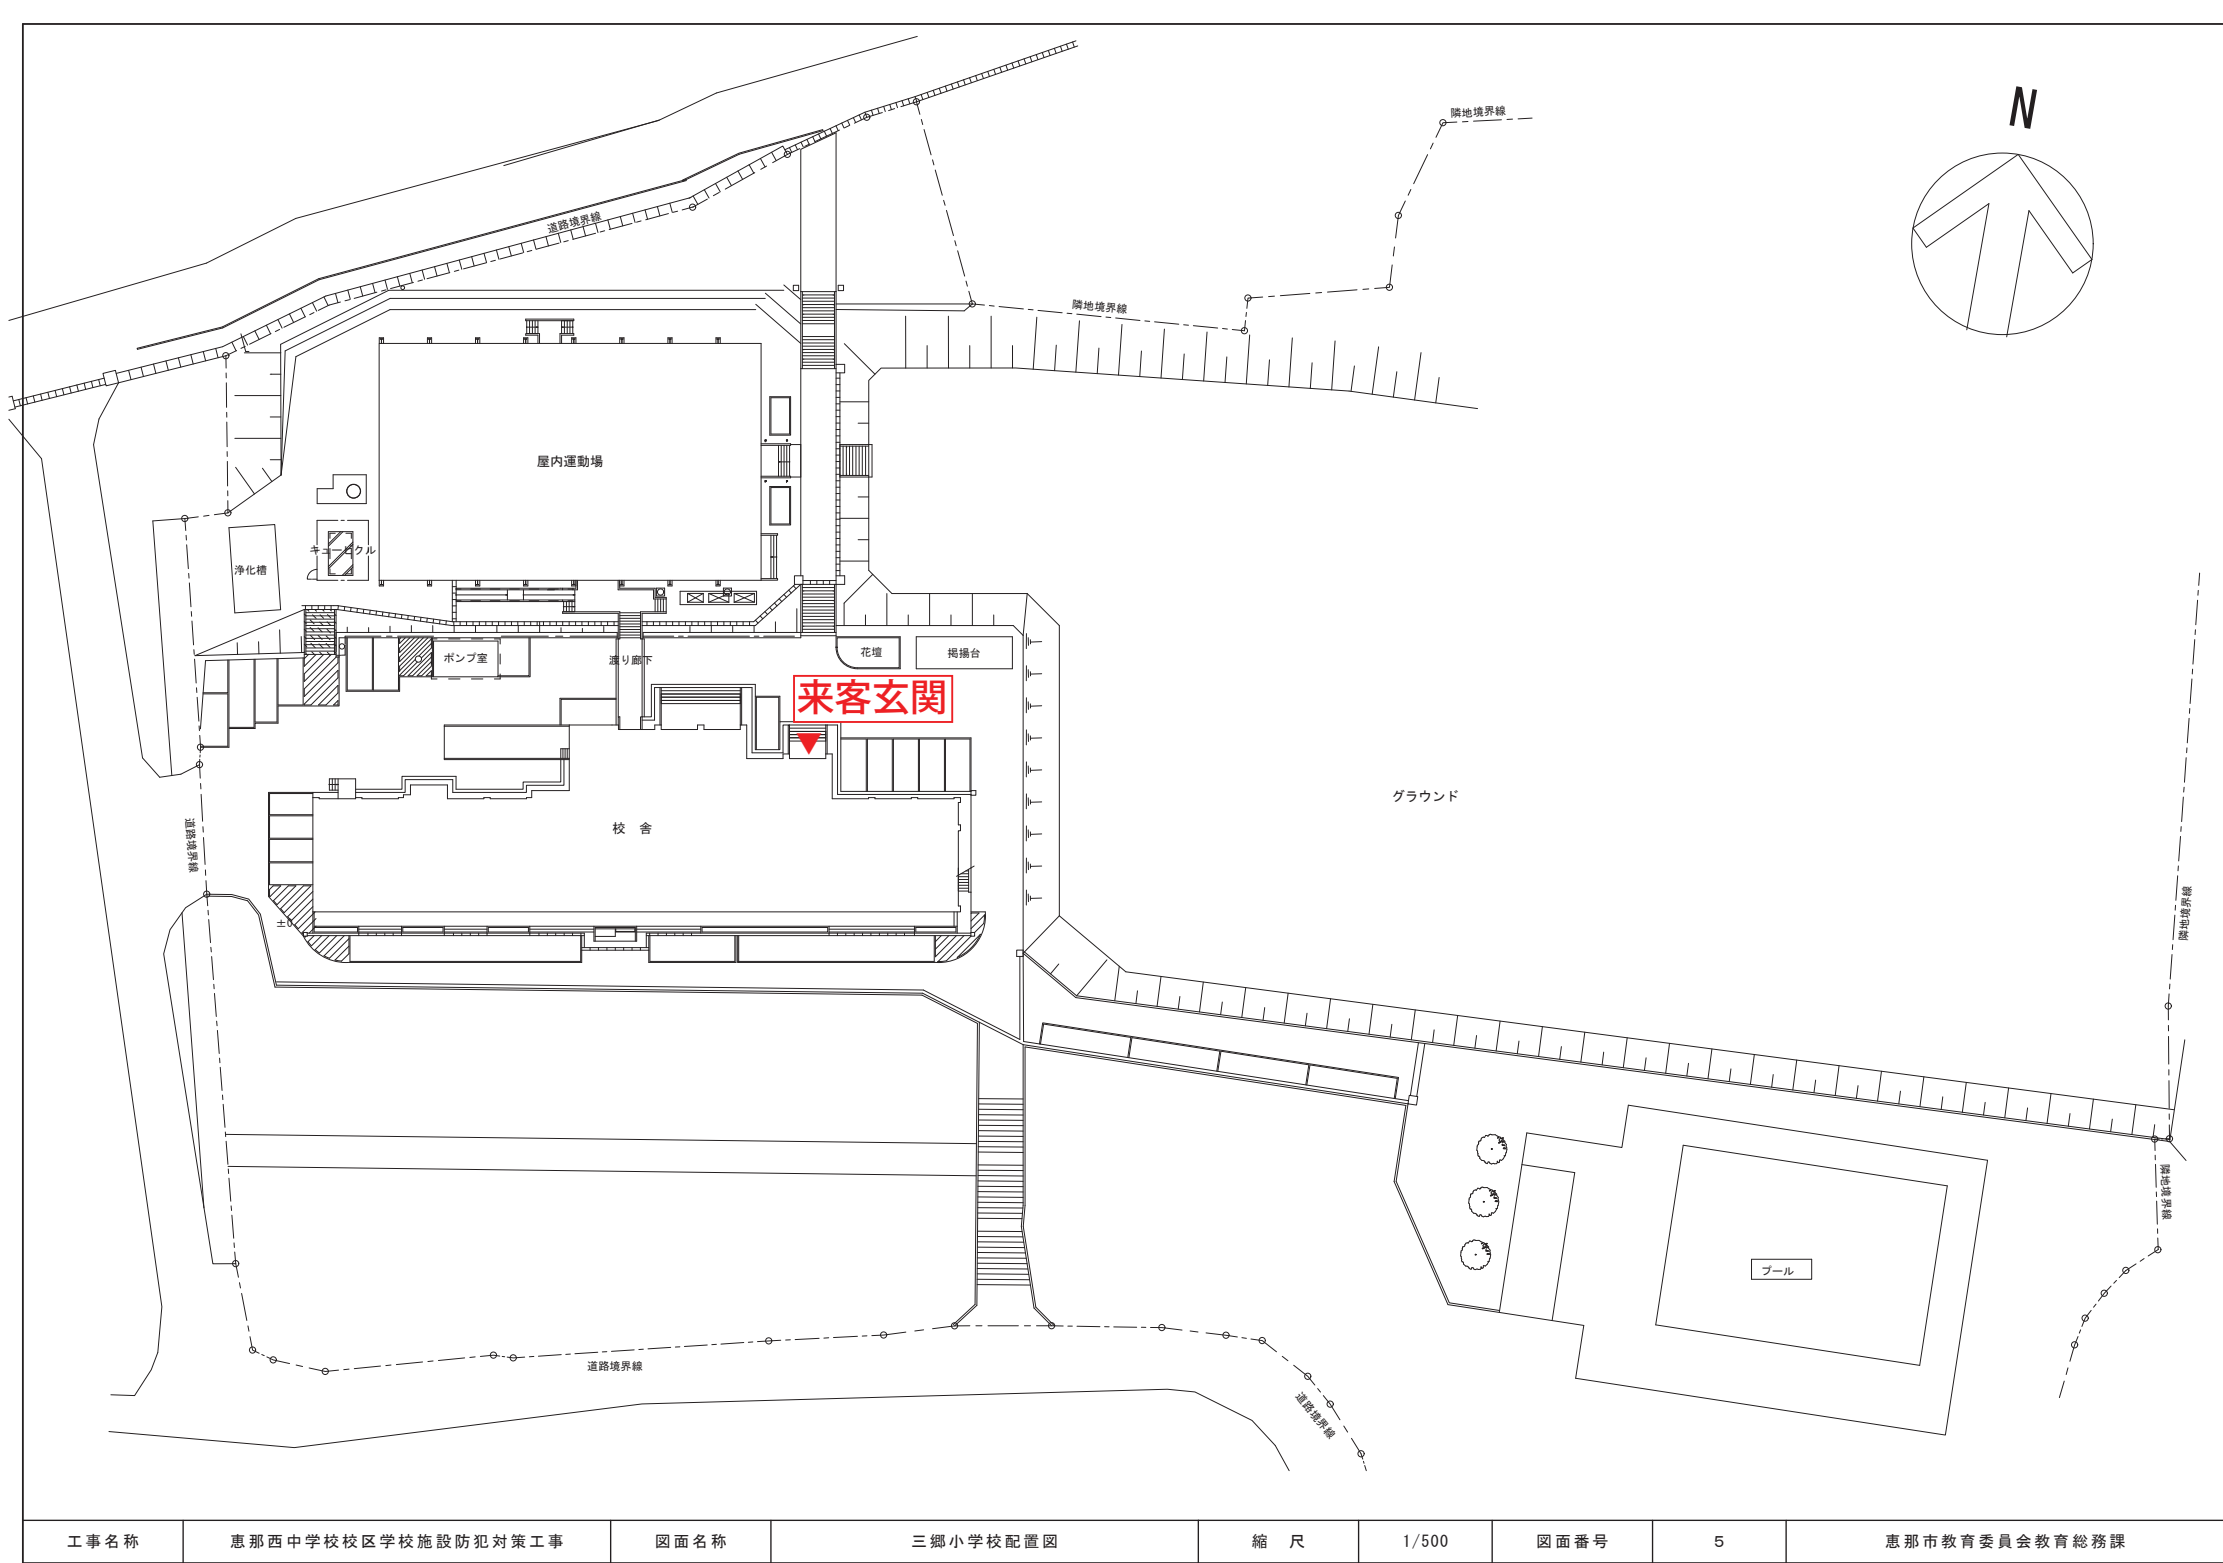 N
隣地境界線
道路境界線
隣地境界線
屋内運動場
キュービクル
浄化槽
ポンプ室
渡り廊下
花壇
掲揚台
来客玄関
グラウンド
校 舎
道路境界線
隣地境界線
±0
隣地境界線
プール
道路境界線
道路境界線
工事名称 恵那西中学校校区学校施設防犯対策工事 図面名称 三郷小学校配置図 縮 尺 1/500 図面番号 5 恵那市教育委員会教育総務課